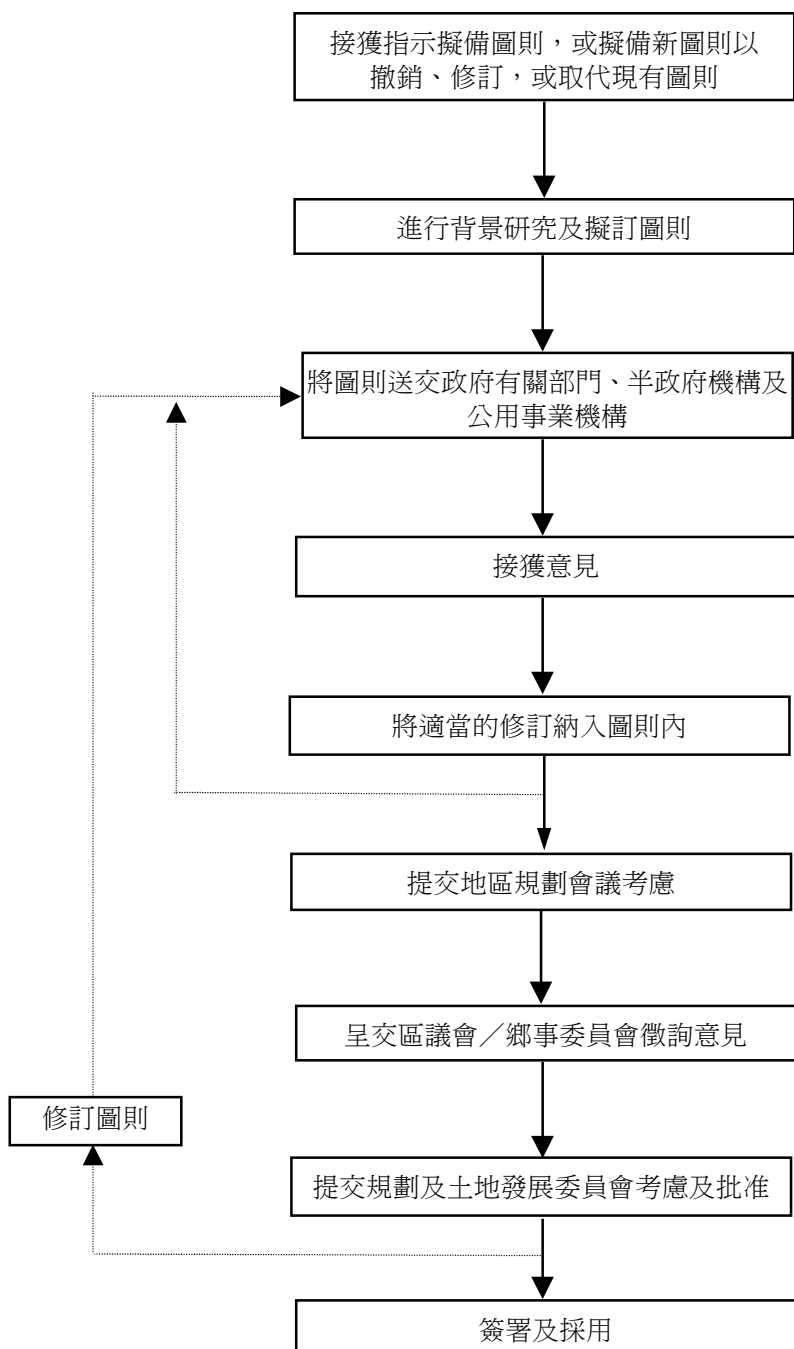 接獲指示擬備圖則，或擬備新圖則以
撤銷、修訂，或取代現有圖則
進行背景研究及擬訂圖則
將圖則送交政府有關部門、半政府機構及
公用事業機構
接獲意見
將適當的修訂納入圖則內
提交地區規劃會議考慮
呈交區議會／鄉事委員會徵詢意見
修訂圖則
提交規劃及土地發展委員會考慮及批准
簽署及採用